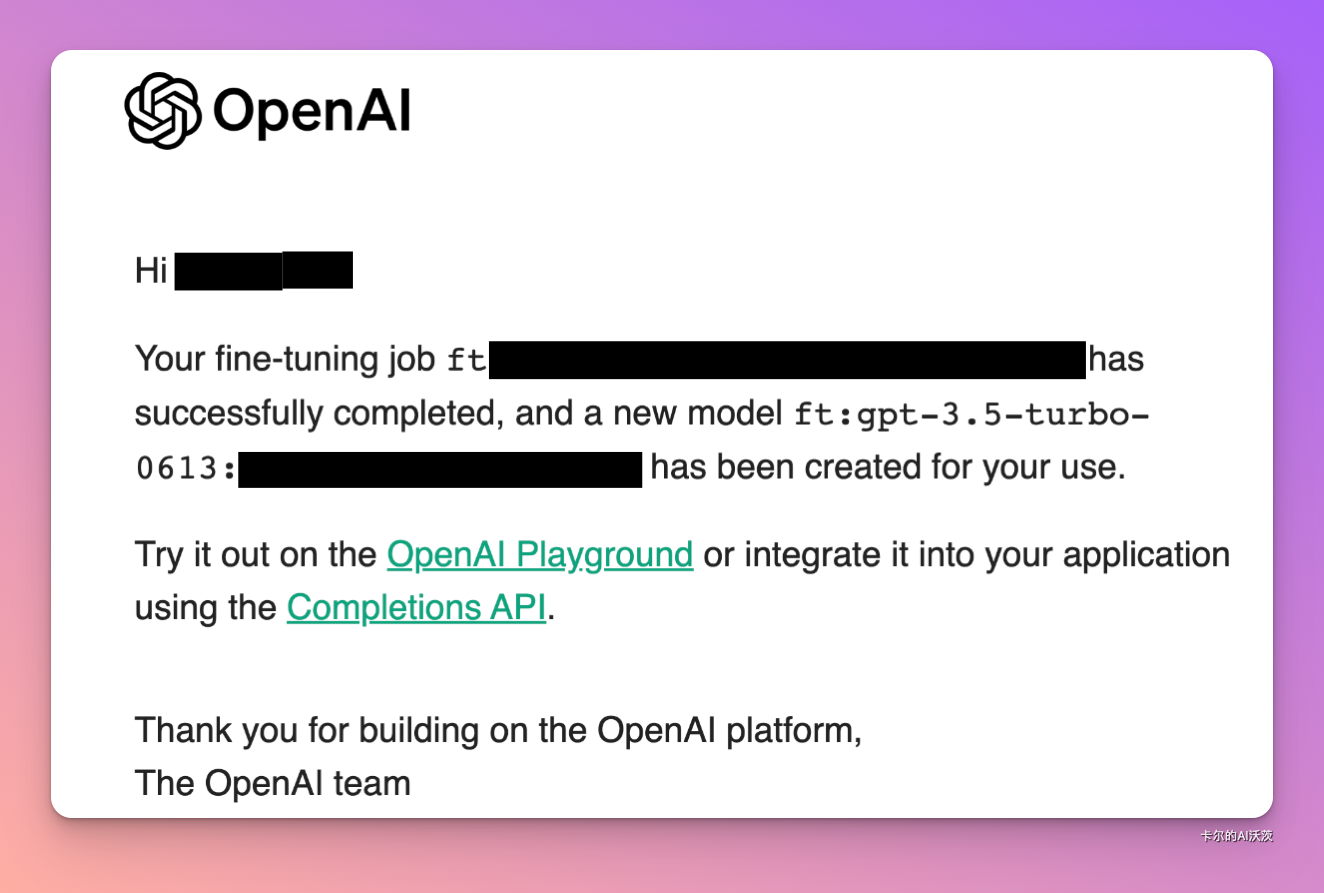 OpenAI
Hi
Your fine-tuning job ft has
successfully completed, and a new model ft:gpt-3.5-turbo-
0613: has been created for your use.
Try it out on the OpenAI Playground or integrate it into your application
using the Completions API.
Thank you for building on the OpenAI platform,
The OpenAI team
卡尔的AI沃茨